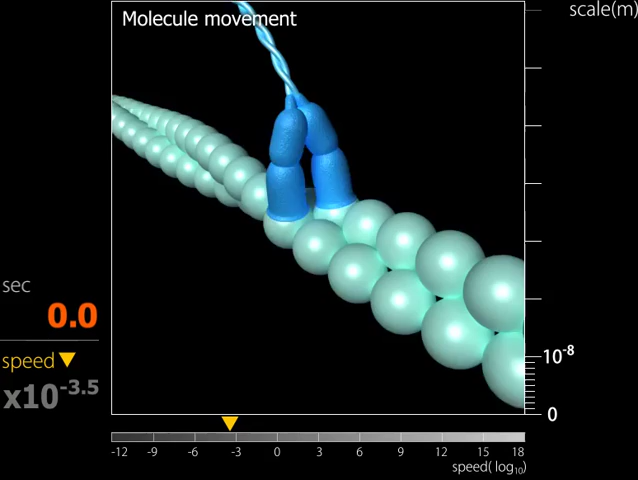 Molecule movement
scale(m)
sec
0.0
speed▼
x10^-3.5
10^-8
0
-12 -9 -6 -3 0 3 6 9 12 15 18
speed( log₁₀)